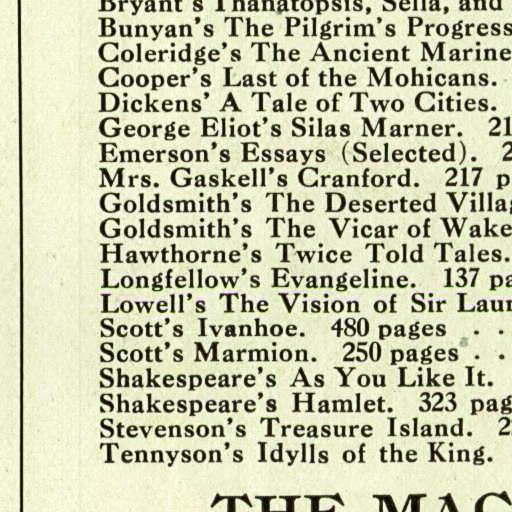 Bryant's Thanatopsis, Sella, and
Bunyan's The Pilgrim's Progress
Coleridge's The Ancient Marine
Cooper's Last of the Mohicans.
Dickens' A Tale of Two Cities.
George Eliot's Silas Marner. 21
Emerson's Essays (Selected). 2
Mrs. Gaskell's Cranford. 217 p
Goldsmith's The Deserted Villag
Goldsmith's The Vicar of Wake
Hawthorne's Twice Told Tales.
Longfellow's Evangeline. 137 pa
Lowell's The Vision of Sir Laun
Scott's Ivanhoe. 480 pages . .
Scott's Marmion. 250 pages . .
Shakespeare's As You Like It.
Shakespeare's Hamlet. 323 pag
Stevenson's Treasure Island. 2
Tennyson's Idylls of the King.
THE MAC